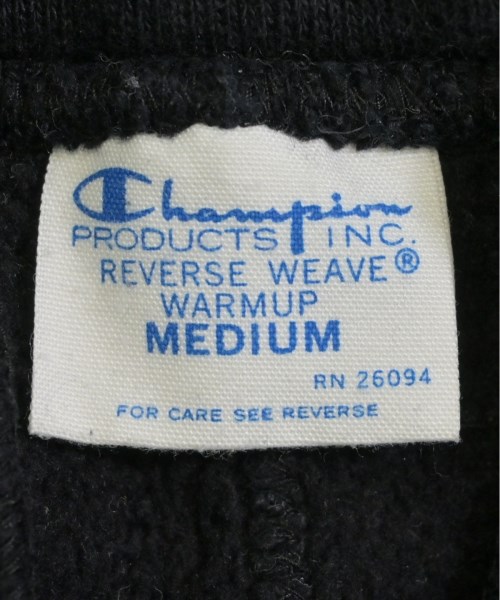 Champion
PRODUCTS INC.
REVERSE WEAVE®
WARMUP
MEDIUM
RN 26094
FOR CARE SEE REVERSE